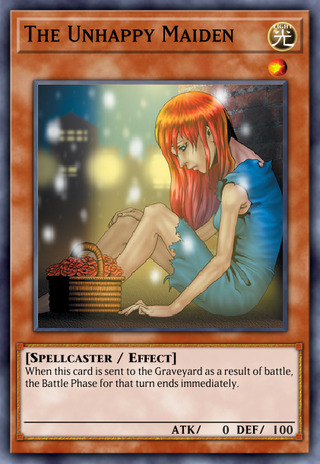 The Unhappy Maiden
LIGHT
光
[Spellcaster / Effect]
When this card is sent to the Graveyard as a result of battle,
the Battle Phase for that turn ends immediately.
ATK/ 0 DEF/ 100